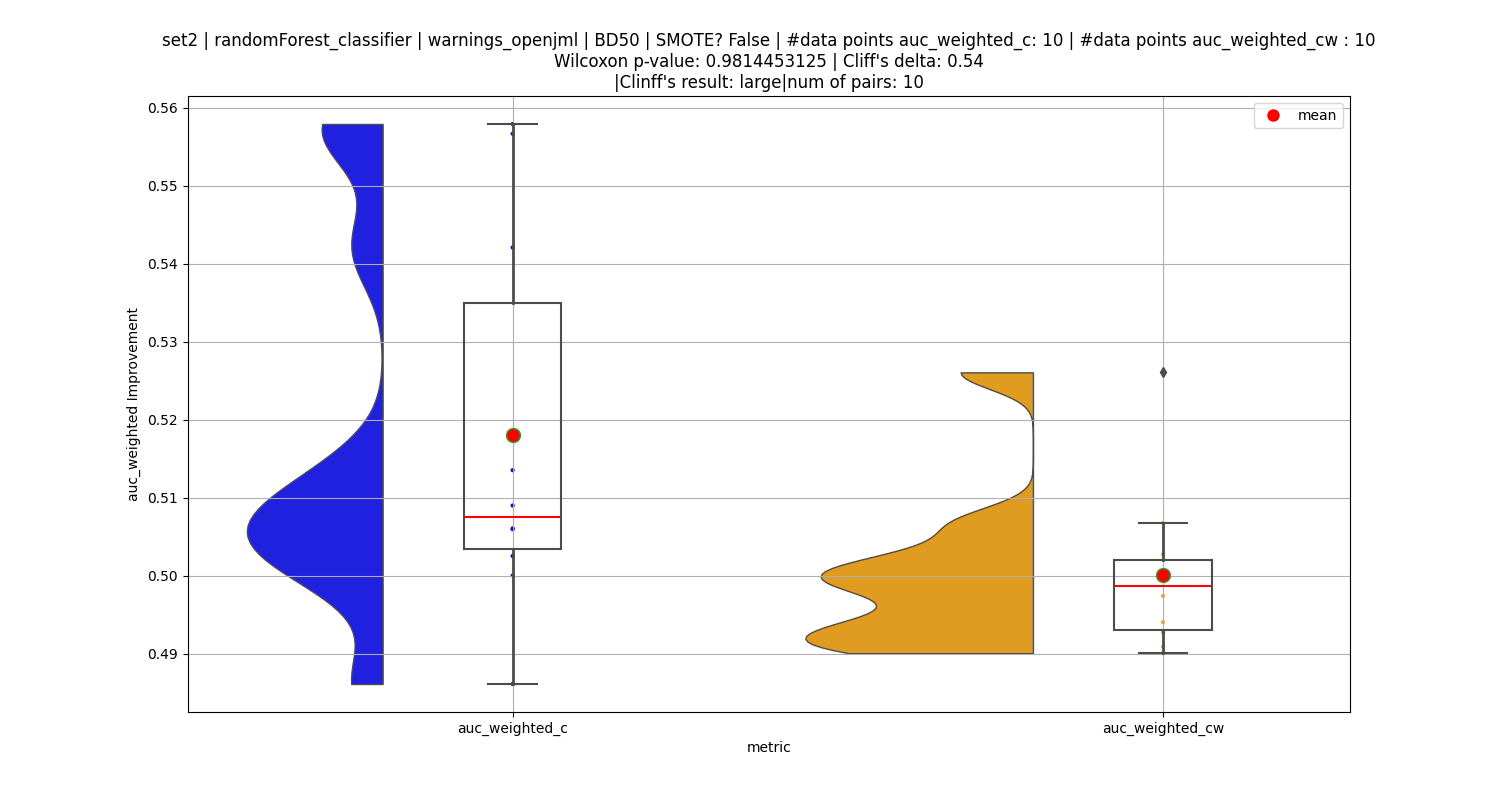 set2 | randomForest_classifier | warnings_openjml | BD50 | SMOTE? False | #data points auc_weighted_c: 10 | #data points auc_weighted_cw : 10
Wilcoxon p-value: 0.9814453125 | Cliff's delta: 0.54
|Clinff's result: large|num of pairs: 10
mean
0.56
0.55
0.54
0.53
0.52
0.51
0.50
0.49
auc_weighted Improvement
auc_weighted_c
auc_weighted_cw
metric